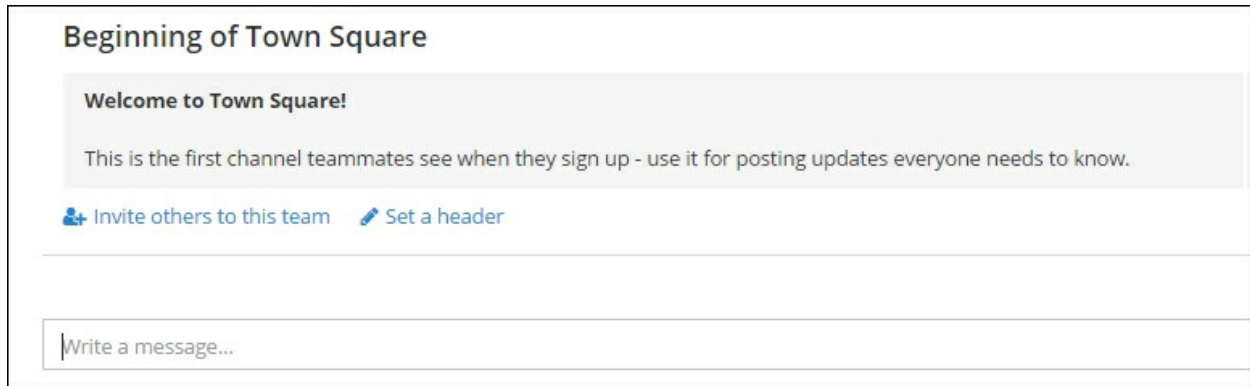 Beginning of Town Square
Welcome to Town Square!
This is the first channel teammates see when they sign up - use it for posting updates everyone needs to know.
Invite others to this team Set a header
Write a message...